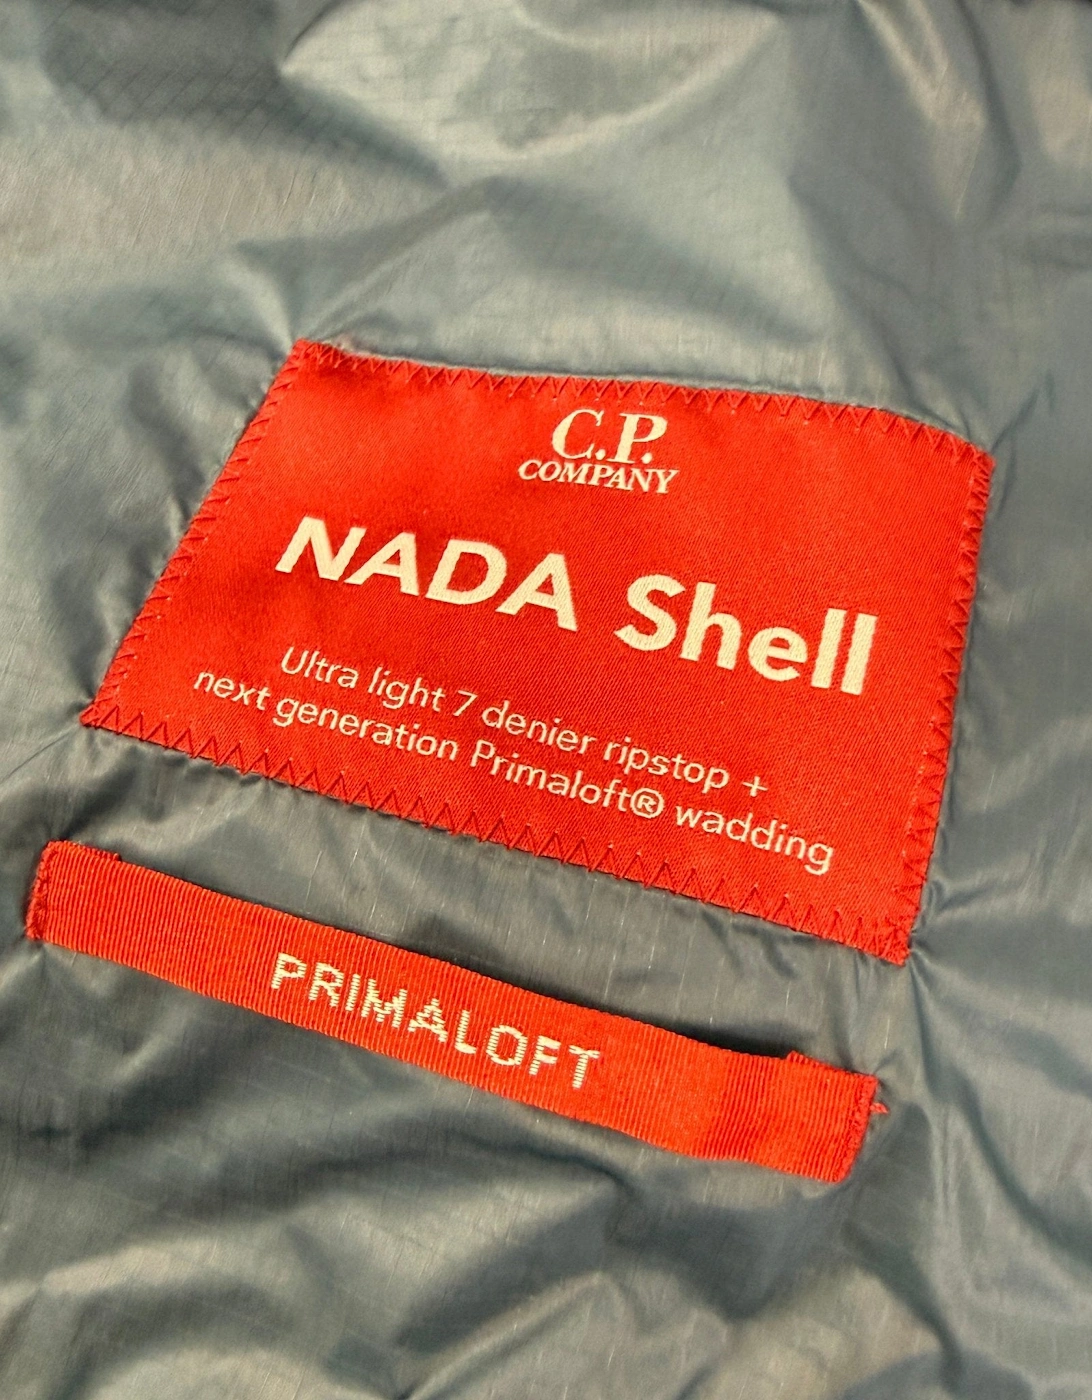 C.P.
COMPANY
NADA Shell
Ultra light 7 denier ripstop +
next generation Primaloft® wadding
PRIMALOFT